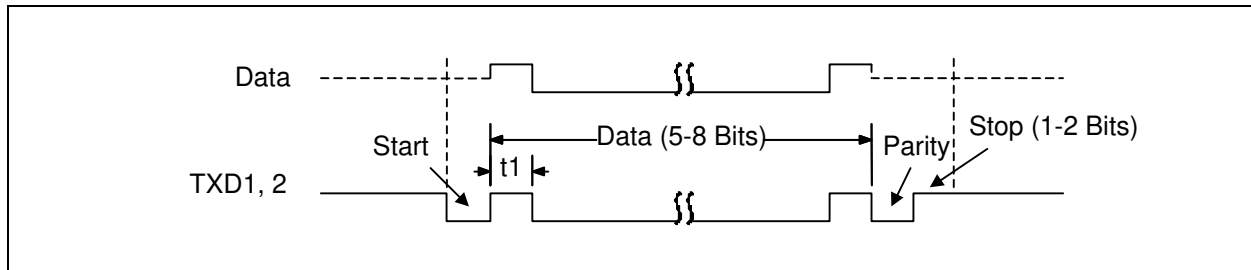 Data
Data (5-8 Bits)
Stop (1-2 Bits)
Start
Parity
t1
TXD1, 2